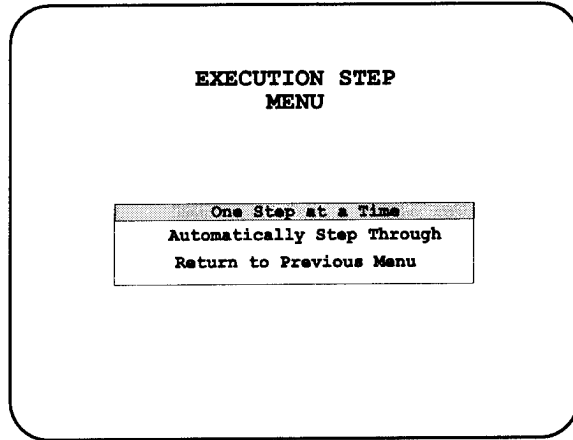 EXECUTION STEP
MENU
One Step at a Time
Automatically Step Through
Return to Previous Menu